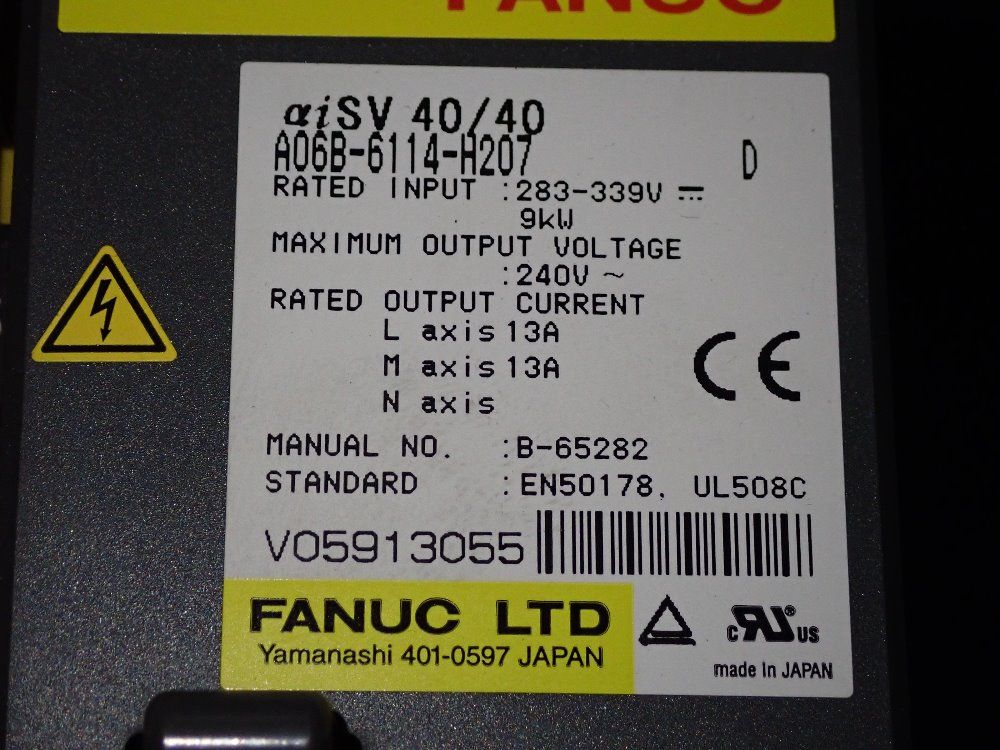 FANUC
αiSV 40/40
A06B-6114-H207 D
RATED INPUT :283-339V ⎓
9kW
MAXIMUM OUTPUT VOLTAGE
:240V ~
RATED OUTPUT CURRENT
L axis 13A
M axis 13A
N axis
MANUAL NO. :B-65282
STANDARD :EN50178, UL508C
CE
V05913055
FANUC LTD
Yamanashi 401-0597 JAPAN
c RU® US
made in JAPAN